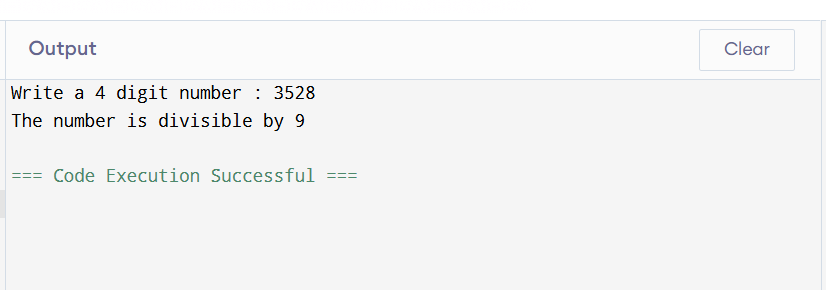 Output
Clear
Write a 4 digit number : 3528
The number is divisible by 9
=== Code Execution Successful ===